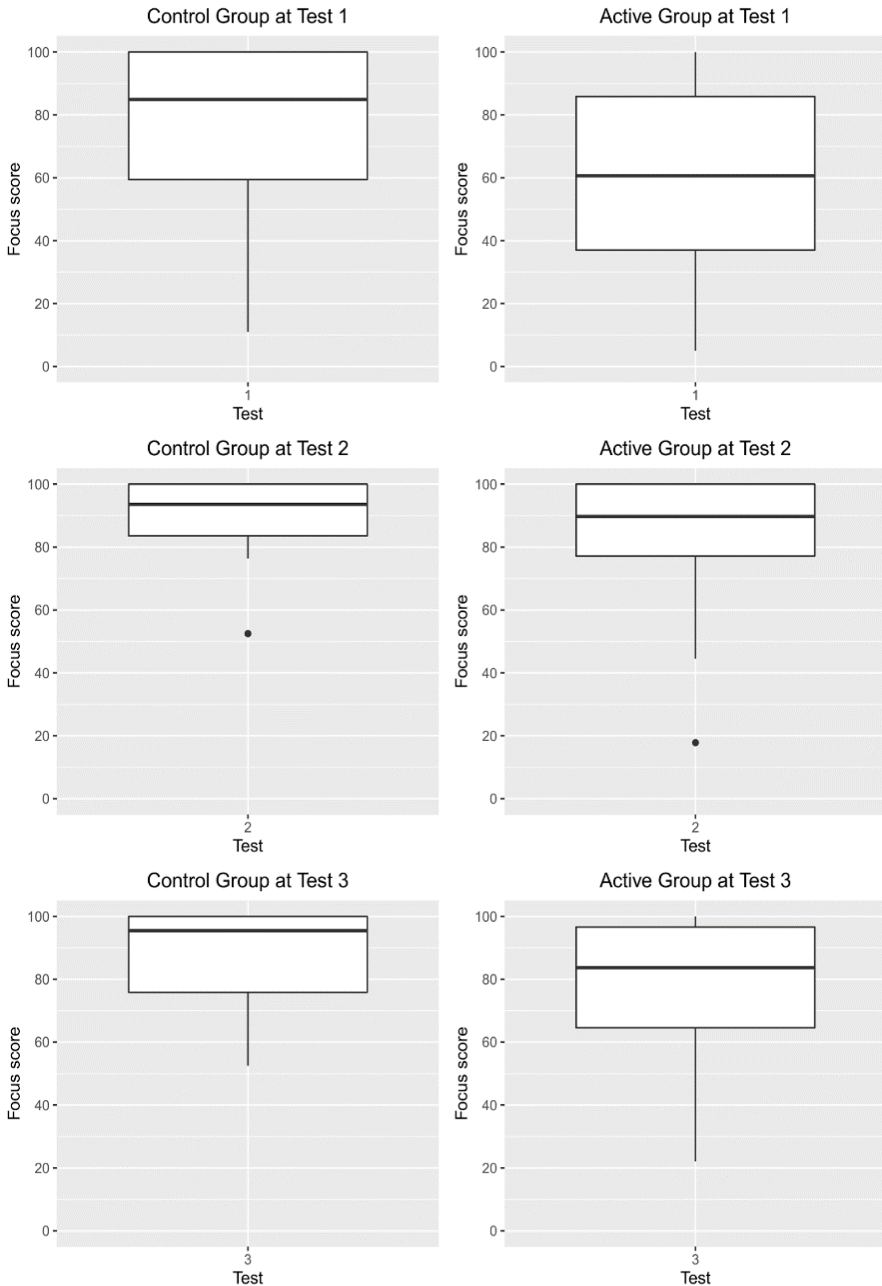 Control Group at Test 1
100
80
60
40
20
0
Focus score
1
Test
Active Group at Test 1
100
80
60
40
20
0
Focus score
1
Test
Control Group at Test 2
100
80
60
40
20
0
Focus score
2
Test
Active Group at Test 2
100
80
60
40
20
0
Focus score
2
Test
Control Group at Test 3
100
80
60
40
20
0
Focus score
3
Test
Active Group at Test 3
100
80
60
40
20
0
Focus score
3
Test